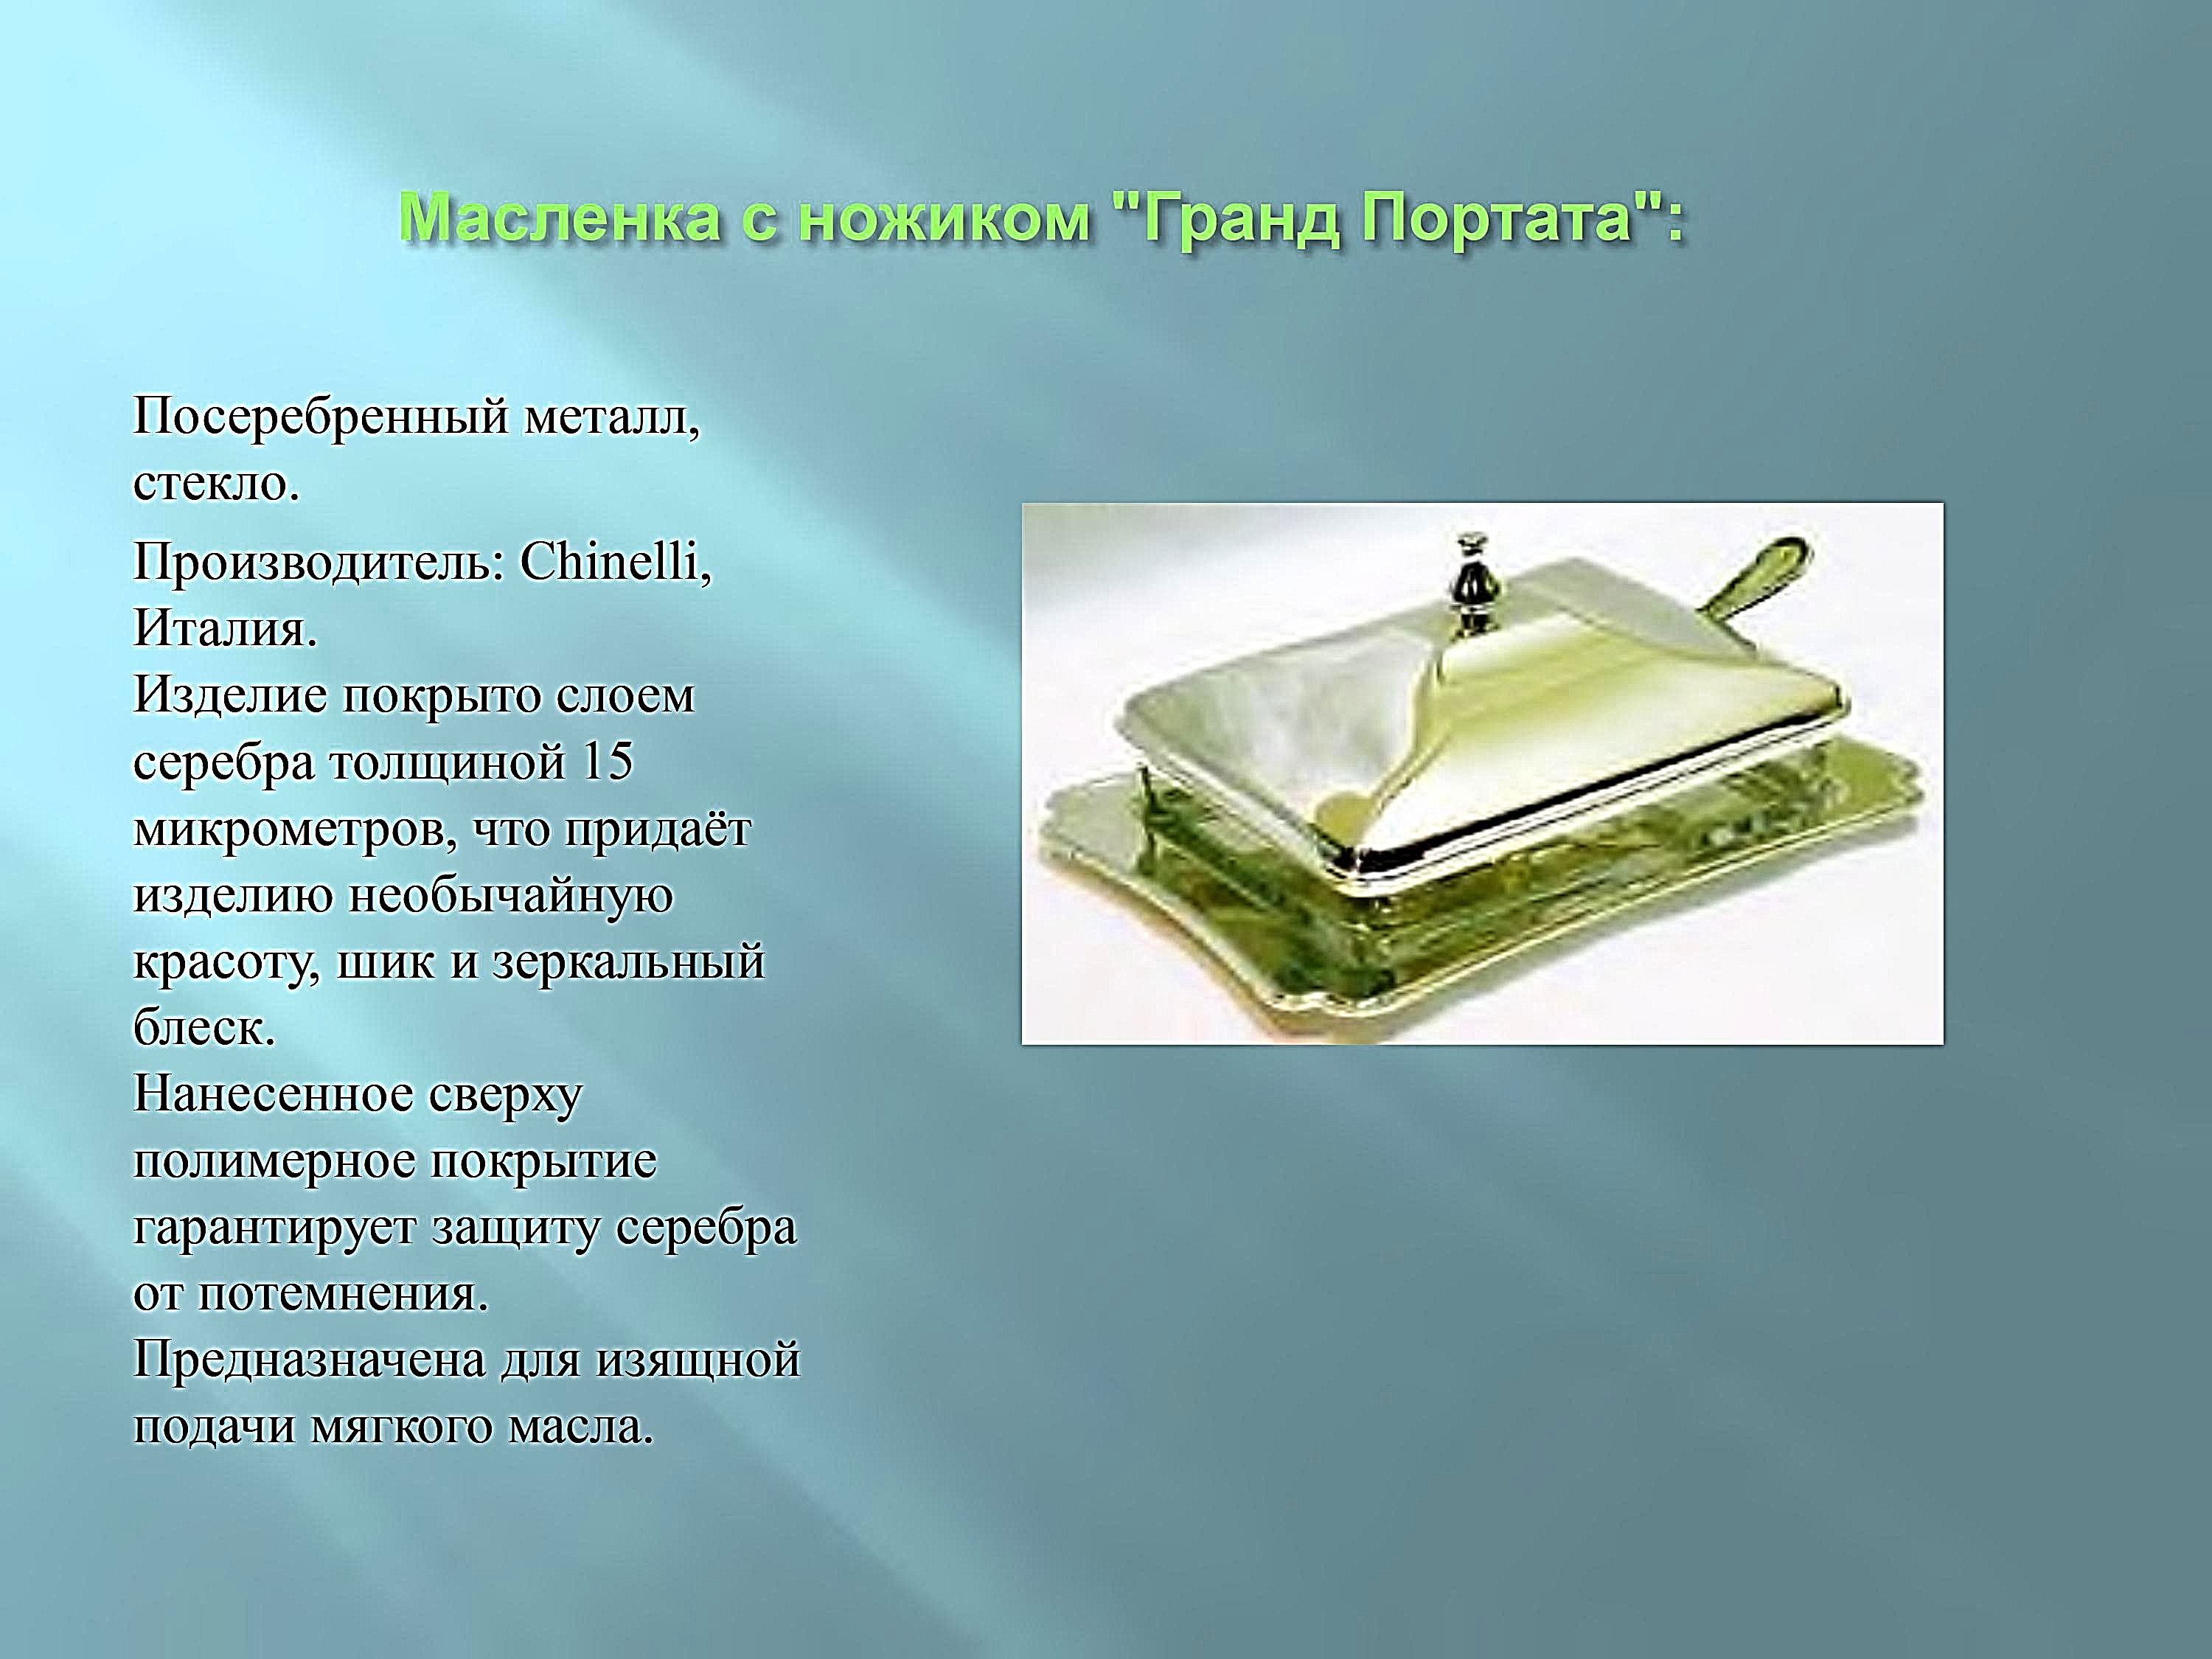 Масленка с ножиком "Гранд Портата":
Посеребренный металл,
стекло.
Производитель: Chinelli,
Италия.
Изделие покрыто слоем
серебра толщиной 15
микрометров, что придаёт
изделию необычайную
красоту, шик и зеркальный
блеск.
Нанесенное сверху
полимерное покрытие
гарантирует защиту серебра
от потемнения.
Предназначена для изящной
подачи мягкого масла.